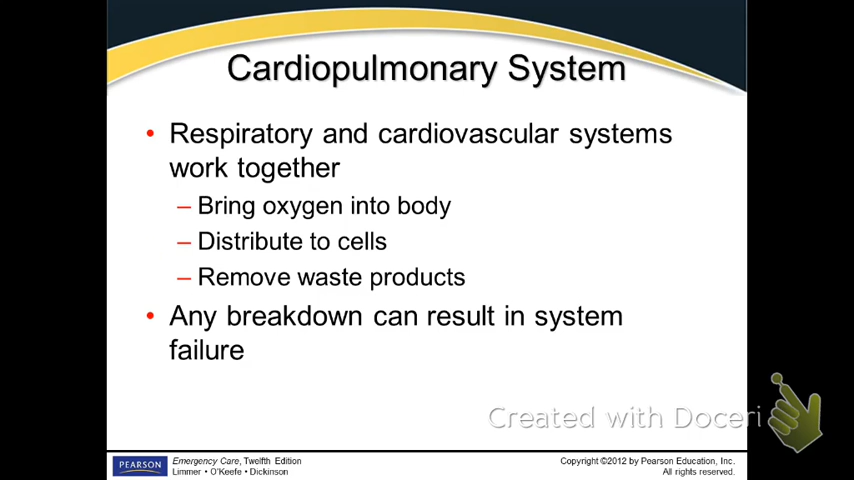 Cardiopulmonary System
• Respiratory and cardiovascular systems
work together
– Bring oxygen into body
– Distribute to cells
– Remove waste products
• Any breakdown can result in system
failure
Created with Doceri
PEARSON
Emergency Care, Twelfth Edition
Limmer • O'Keefe • Dickinson
Copyright ©2012 by Pearson Education, Inc.
All rights reserved.